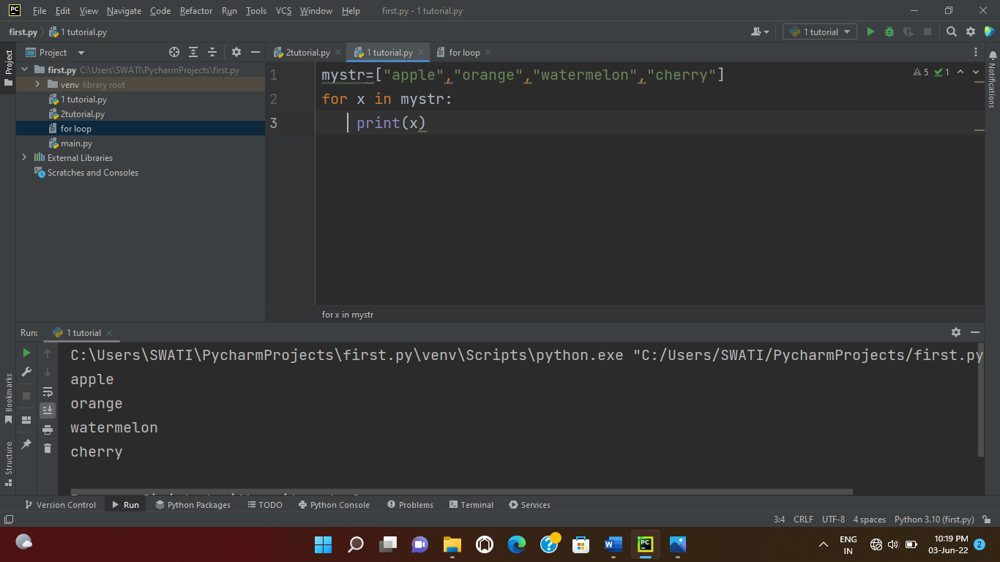 PC File Edit View Navigate Code Refactor Run Tools VCS Window Help first.py - 1 tutorial.py
first.py 1 tutorial.py 1 tutorial
Project
Project
2tutorial.py 1 tutorial.py for loop
Notifications
first.py C:\Users\SWATI\PycharmProjects\first.py
venv library root
1 tutorial.py
2tutorial.py
for loop
main.py
External Libraries
Scratches and Consoles
1 mystr=["apple","orange","watermelon","cherry"]
5 1
2 for x in mystr:
3 print(x)
for x in mystr
Run: 1 tutorial
C:\Users\SWATI\PycharmProjects\first.py\venv\Scripts\python.exe "C:/Users/SWATI/PycharmProjects/first.py
apple
orange
watermelon
cherry
Bookmarks
Structure
Version Control Run Python Packages TODO Python Console Problems Terminal Services
3:4 CRLF UTF-8 4 spaces Python 3.10 (first.py)
W PC
ENG
IN
10:19 PM
03-Jun-22
2